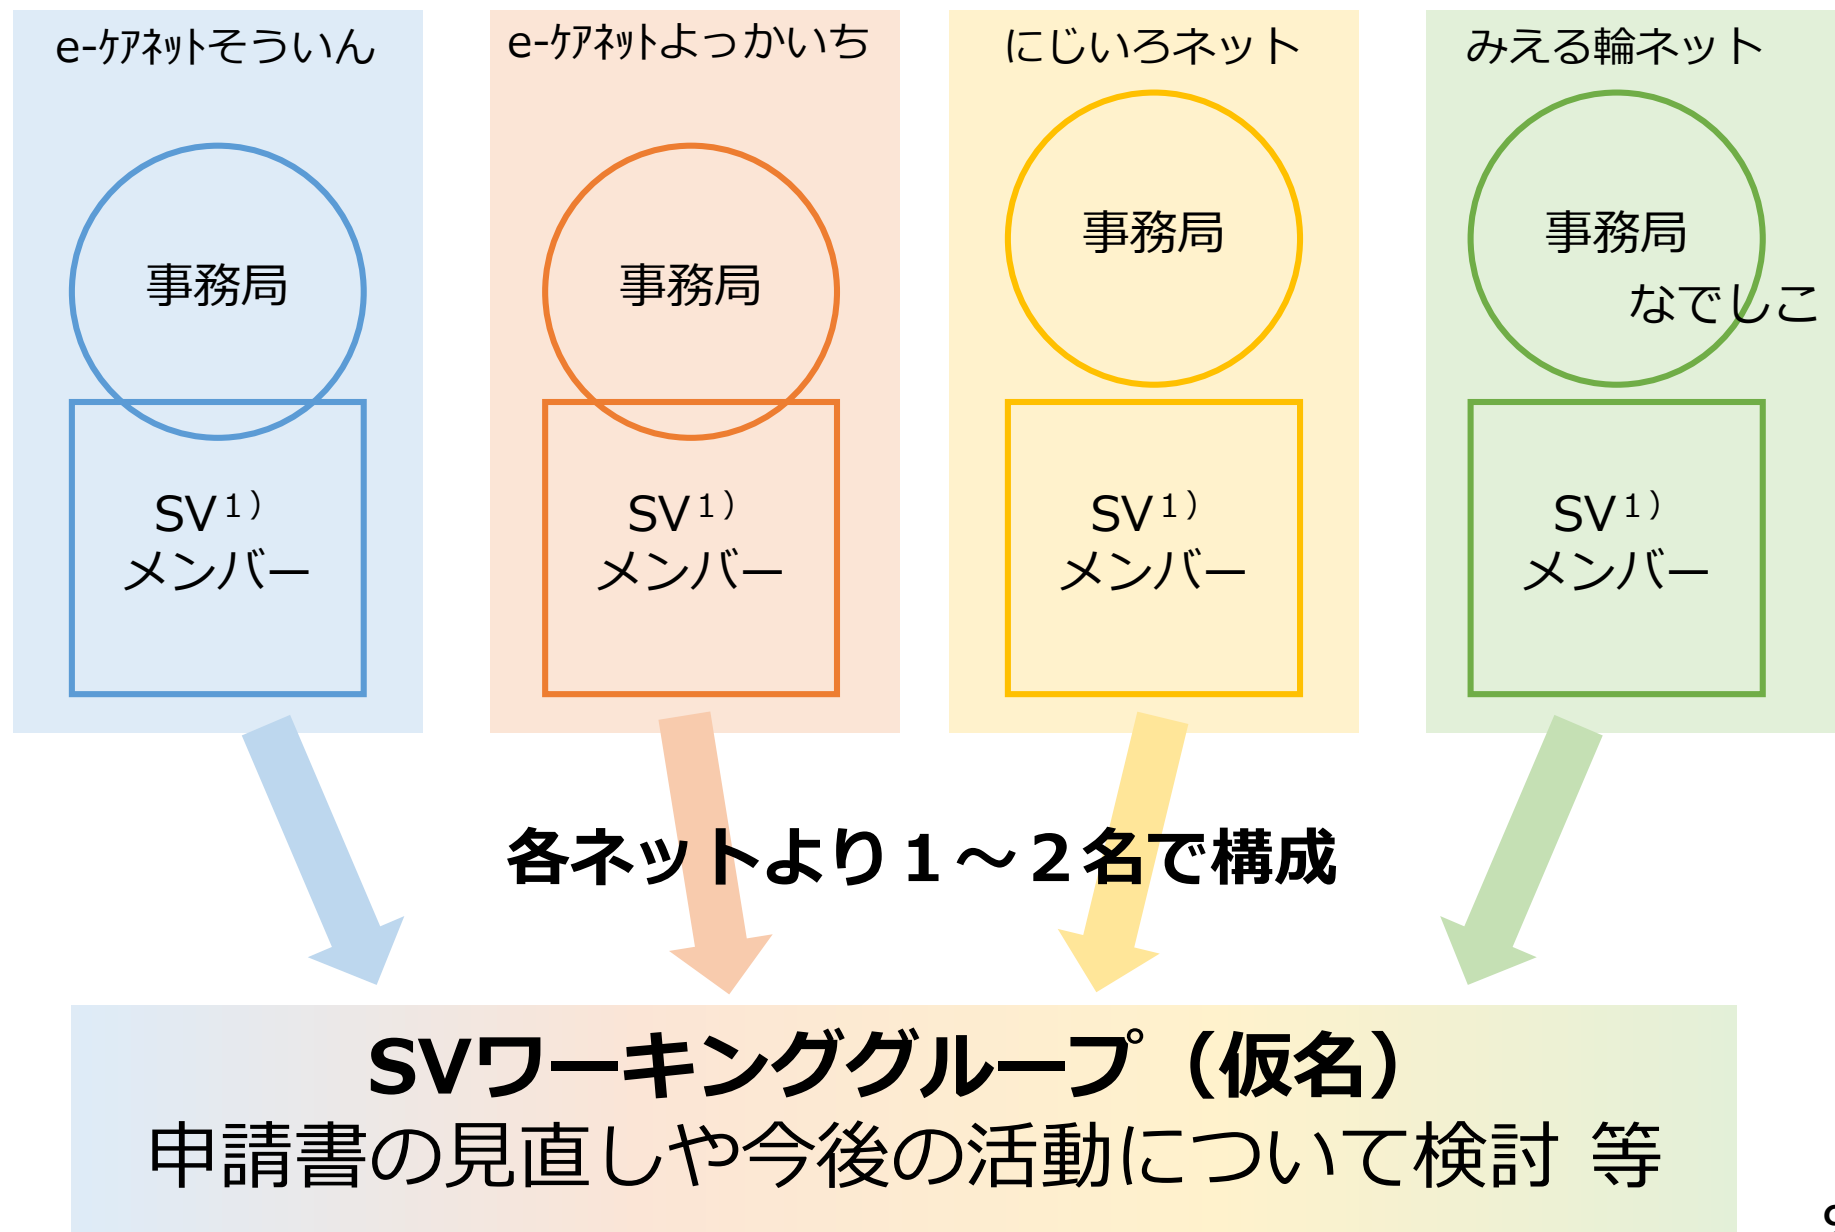 e-ｹｱﾈｯﾄそういん
事務局
SV１）
メンバー
e-ｹｱﾈｯﾄよっかいち
事務局
SV１）
メンバー
にじいろネット
事務局
SV１）
メンバー
みえる輪ネット
事務局
なでしこ
SV１）
メンバー
各ネットより１～２名で構成
SVワーキンググループ（仮名）
申請書の見直しや今後の活動について検討 等